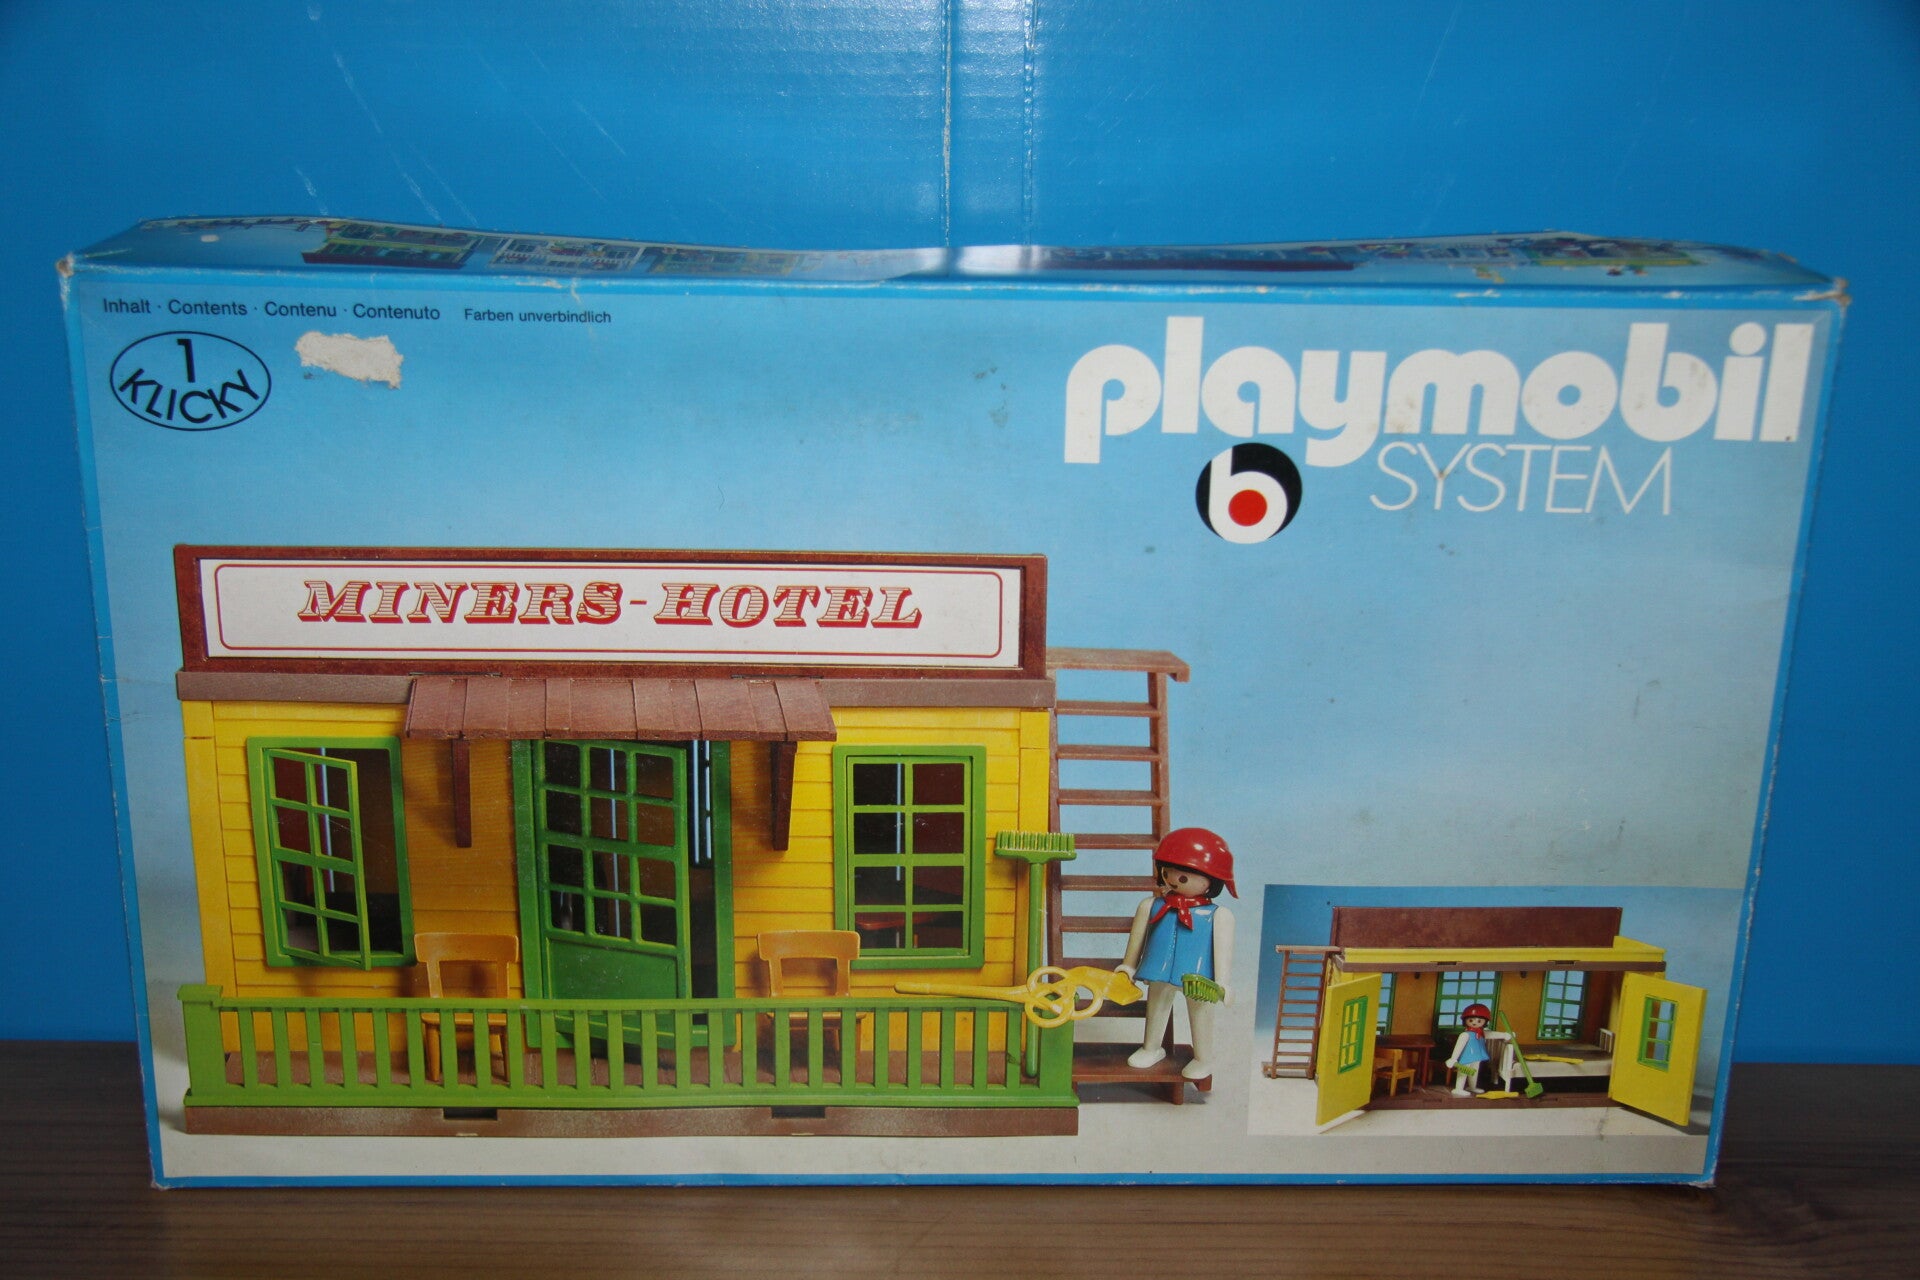 Inhalt · Contents · Contenu · Contenuto Farben unverbindlich
1
KLICKY
playmobil
SYSTEM
MINERS-HOTEL